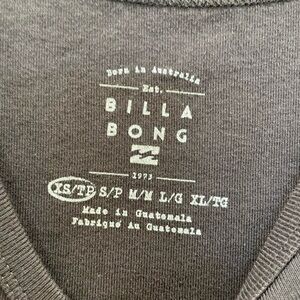 Born in Australia
Est.
BILLA
BONG
1973
XS/TP S/P M/M L/G XL/TG
Made in Guatemala
Fabriqué Au Guatemala